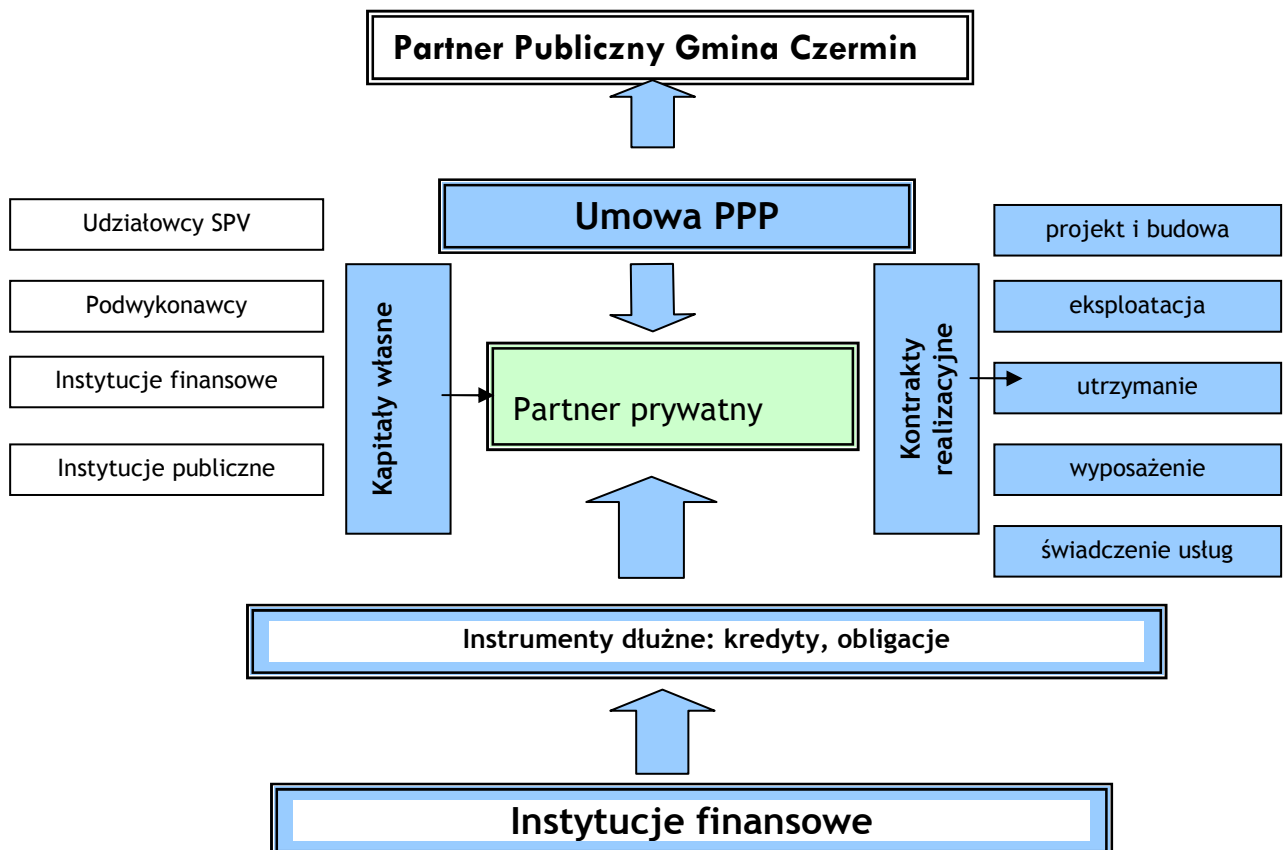 Partner Publiczny Gmina Czermin
Umowa PPP
Udziałowcy SPV
Podwykonawcy
Instytucje finansowe
Instytucje publiczne
Kapitały własne
Partner prywatny
Kontrakty
realizacyjne
projekt i budowa
eksploatacja
utrzymanie
wyposażenie
świadczenie usług
Instrumenty dłużne: kredyty, obligacje
Instytucje finansowe